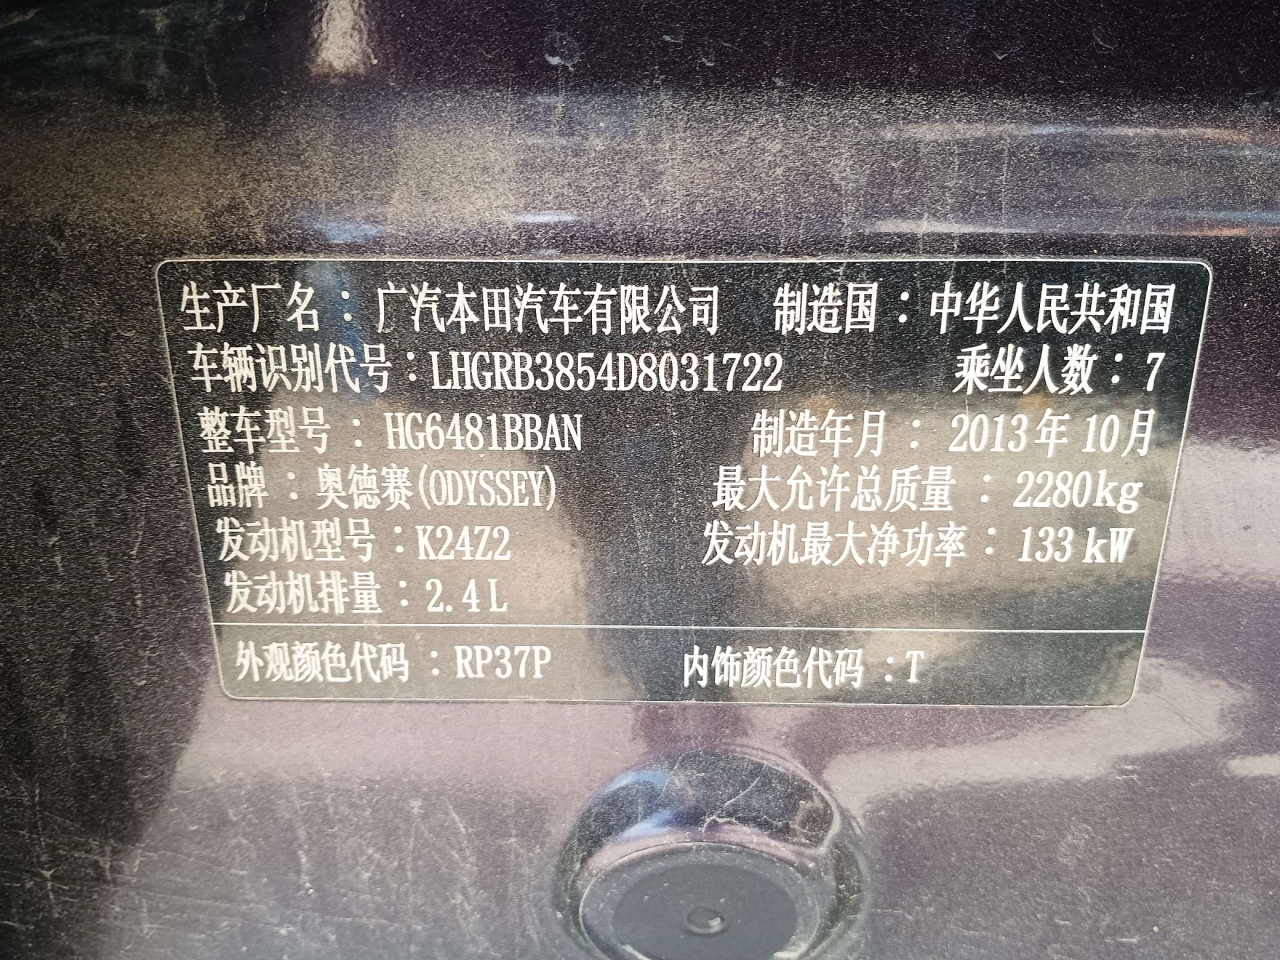 生产厂名：广汽本田汽车有限公司 制造国：中华人民共和国
车辆识别代号：LHGRB3854D8031722 乘坐人数：7
整车型号：HG6481BBAN 制造年月：2013年10月
品牌：奥德赛(ODYSSEY) 最大允许总质量：2280kg
发动机型号：K24Z2 发动机最大净功率：133 kW
发动机排量：2.4L
外观颜色代码：RP37P 内饰颜色代码：T